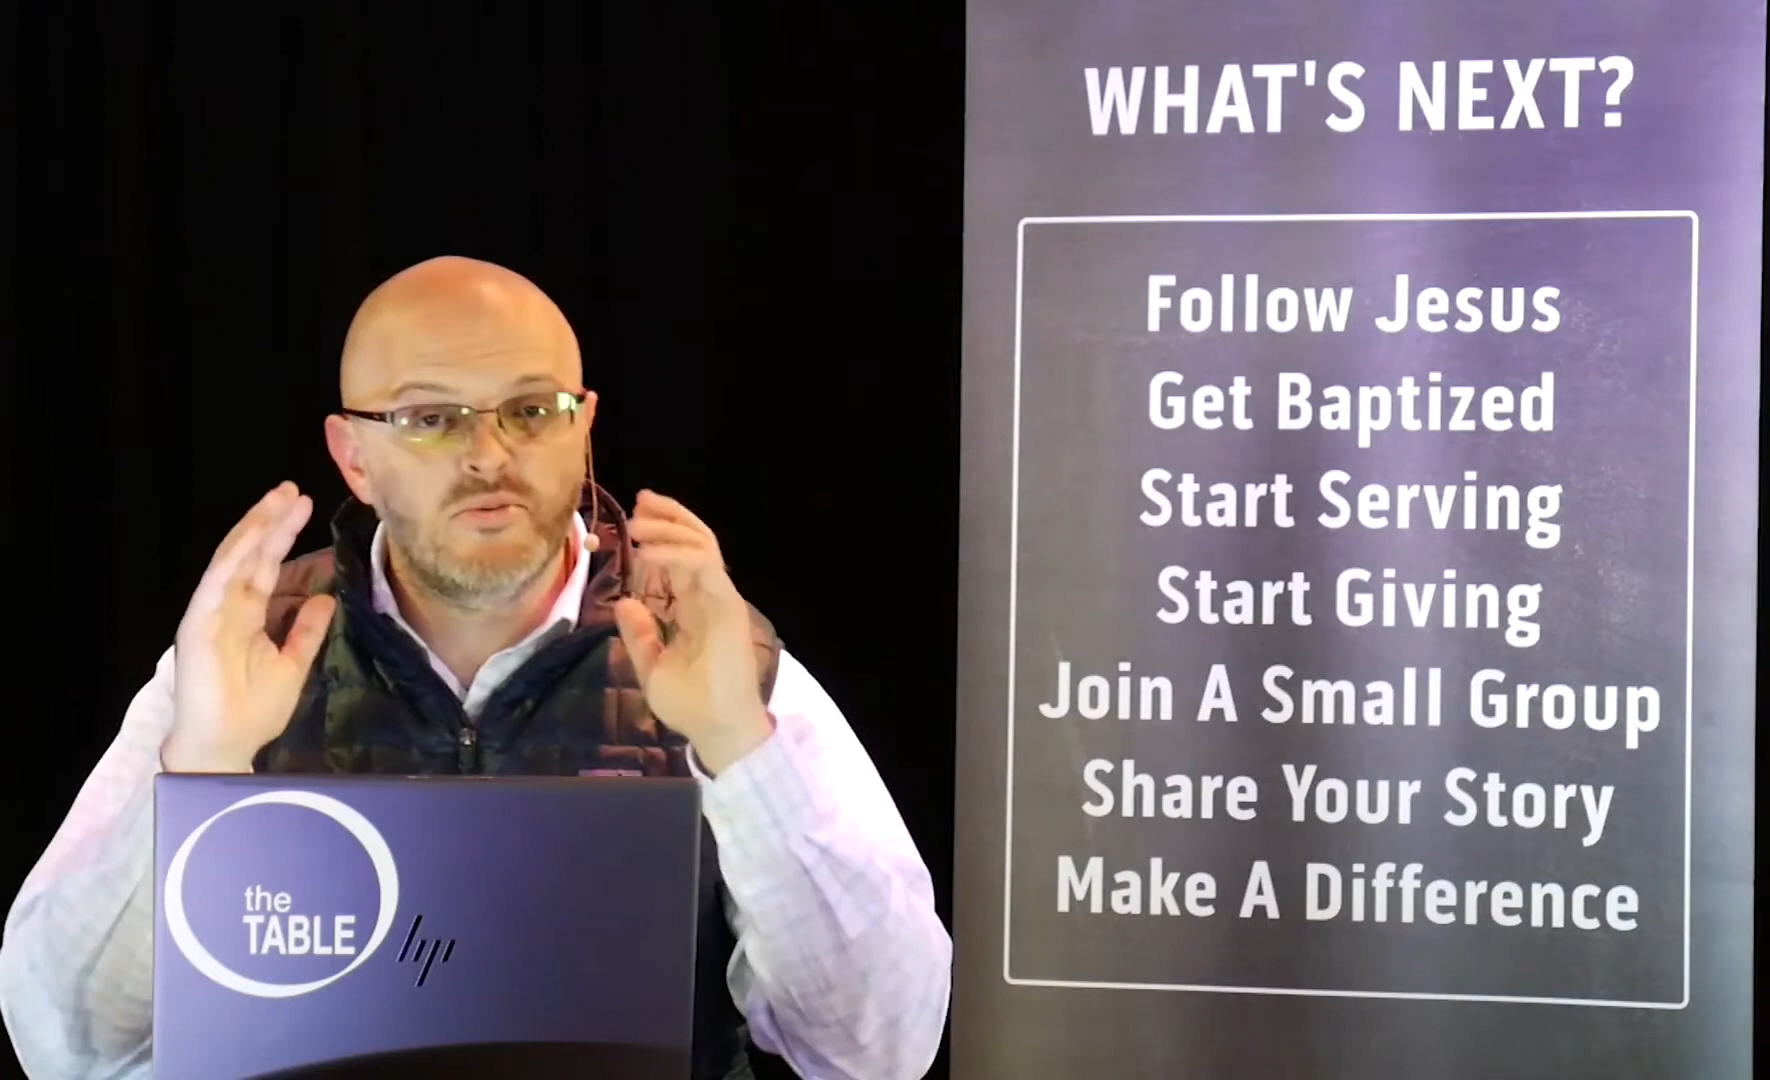 WHAT'S NEXT?
Follow Jesus
Get Baptized
Start Serving
Start Giving
Join A Small Group
Share Your Story
Make A Difference
the
TABLE
hp